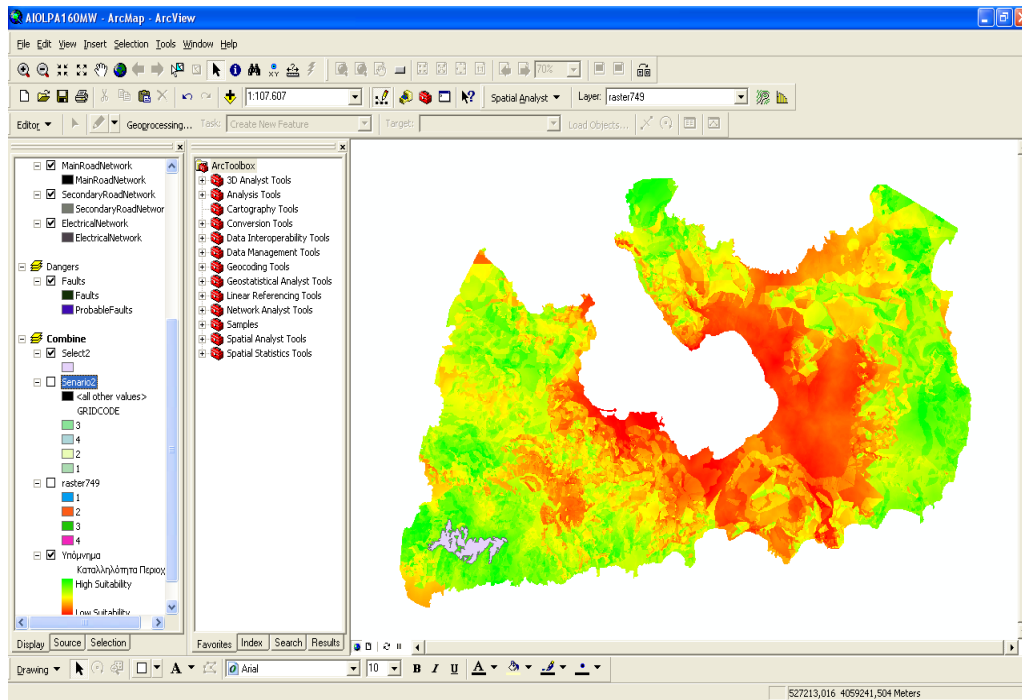 AIOLPA160MW - ArcMap - ArcView
File Edit View Insert Selection Tools Window Help
70%
1:107.607
Spatial Analyst
Layer: raster749
Editor
Geoprocessing...
Task: Create New Feature
Target:
Load Objects...
MainRoadNetwork
MainRoadNetwork
SecondaryRoadNetwork
SecondaryRoadNetwor
ElectricalNetwork
ElectricalNetwork
Dangers
Faults
Faults
ProbableFaults
Combine
Select2
Senario2
<all other values>
GRIDCODE
3
4
2
1
raster749
1
2
3
4
Υπόμνημα
Καταλληλότητα Περιοχ
High Suitability
Low Suitability
Display Source Selection
ArcToolbox
3D Analyst Tools
Analysis Tools
Cartography Tools
Conversion Tools
Data Interoperability Tools
Data Management Tools
Geocoding Tools
Geostatistical Analyst Tools
Linear Referencing Tools
Network Analyst Tools
Samples
Spatial Analyst Tools
Spatial Statistics Tools
Favorites Index Search Results
Drawing
A
Arial
10
B I U A
527213,016 4059241,504 Meters